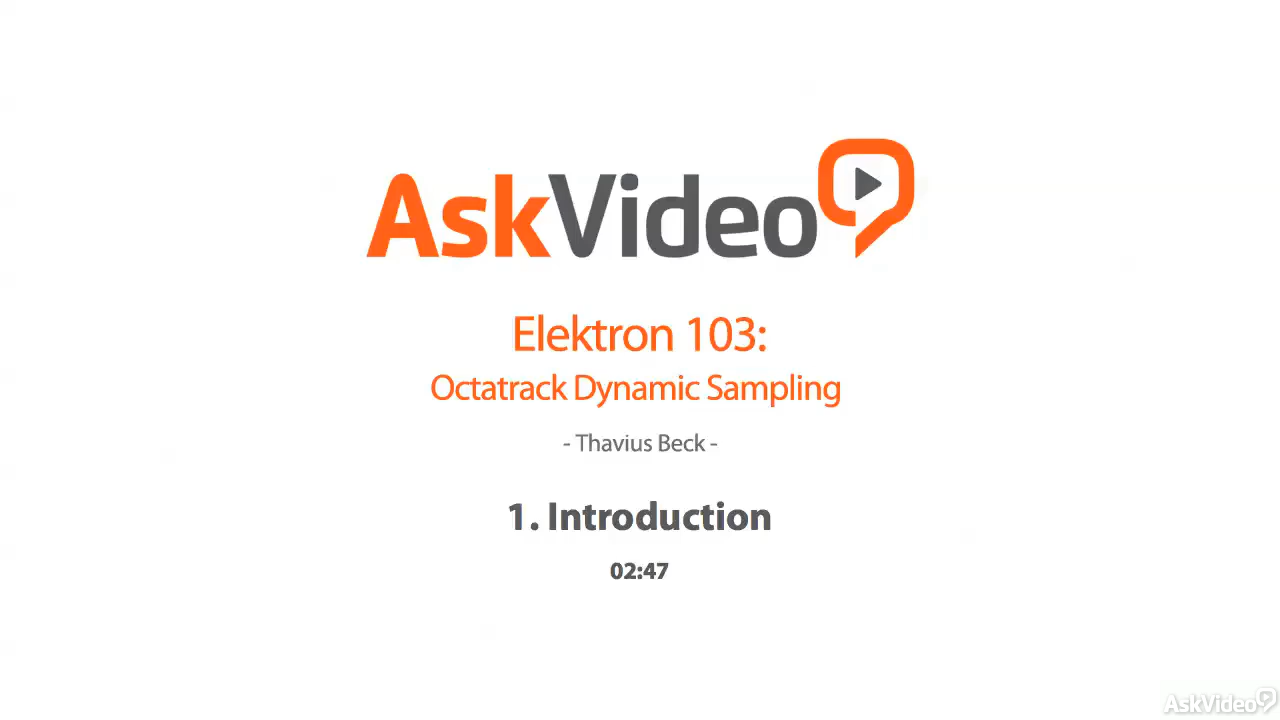 AskVideo
Elektron 103:
Octatrack Dynamic Sampling
- Thavius Beck -
1. Introduction
02:47
AskVideo